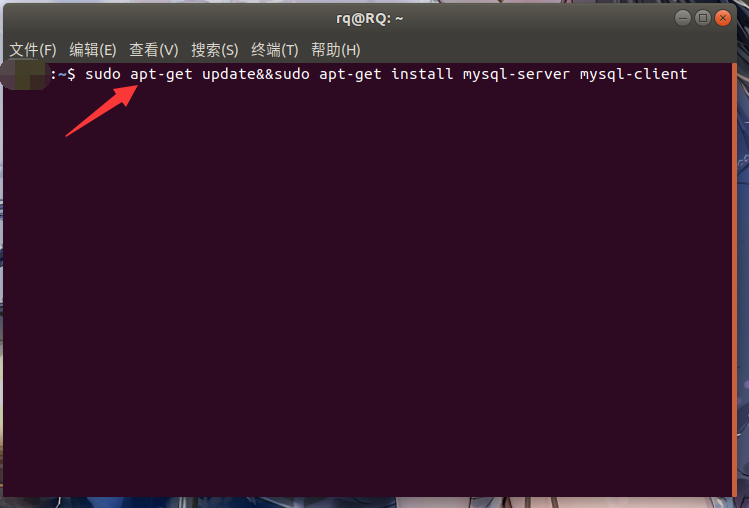 rq@RQ: ~
文件(F) 编辑(E) 查看(V) 搜索(S) 终端(T) 帮助(H)
:~$ sudo apt-get update&&sudo apt-get install mysql-server mysql-client